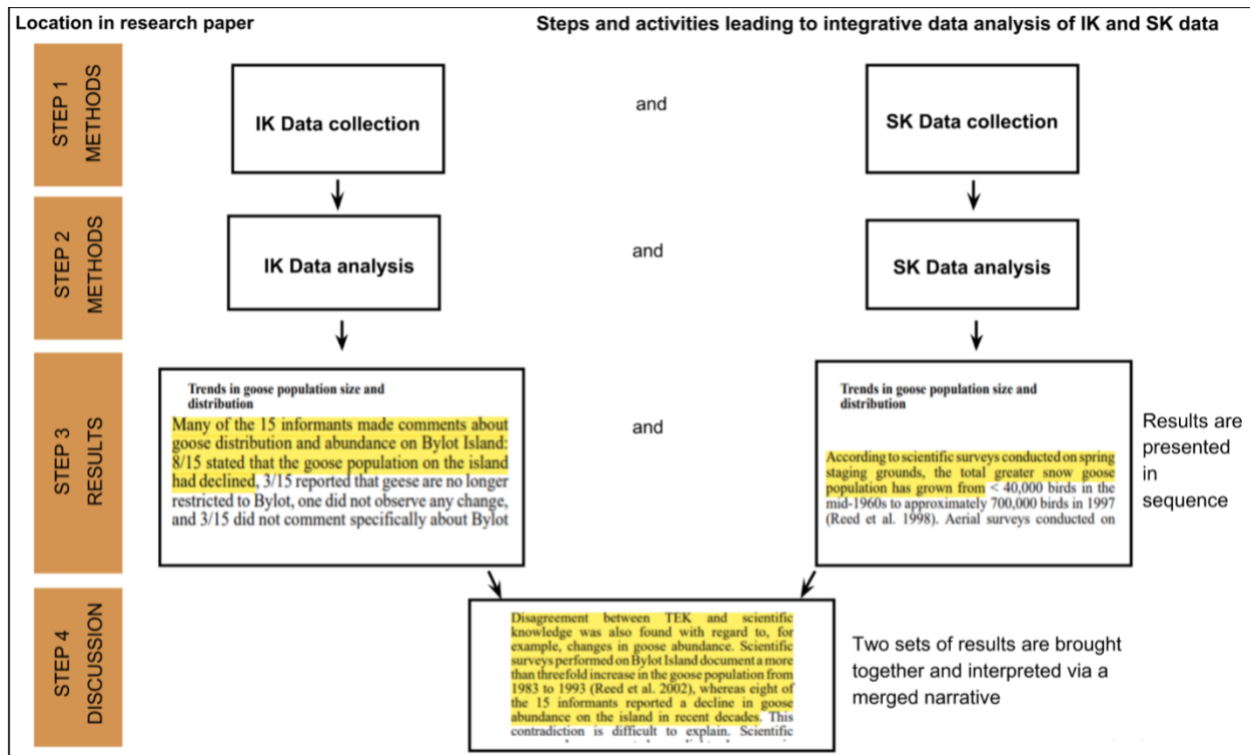 Location in research paper
Steps and activities leading to integrative data analysis of IK and SK data
STEP 1
METHODS
IK Data collection
and
SK Data collection
STEP 2
METHODS
IK Data analysis
and
SK Data analysis
STEP 3
RESULTS
Trends in goose population size and
distribution
Many of the 15 informants made comments about
goose distribution and abundance on Bylot Island:
8/15 stated that the goose population on the island
had declined, 3/15 reported that geese are no longer
restricted to Bylot, one did not observe any change,
and 3/15 did not comment specifically about Bylot
and
Trends in goose population size and
distribution
According to scientific surveys conducted on spring
staging grounds, the total greater snow goose
population has grown from < 40,000 birds in the
mid-1960s to approximately 700,000 birds in 1997
(Reed et al. 1998). Aerial surveys conducted on
Results are
presented
in
sequence
STEP 4
DISCUSSION
Disagreement between TEK and scientific
knowledge was also found with regard to, for
example, changes in goose abundance. Scientific
surveys performed on Bylot Island document a more
than threefold increase in the goose population from
1983 to 1993 (Reed et al. 2002), whereas eight of
the 15 informants reported a decline in goose
abundance on the island in recent decades. This
contradiction is difficult to explain. Scientific
Two sets of results are brought
together and interpreted via a
merged narrative